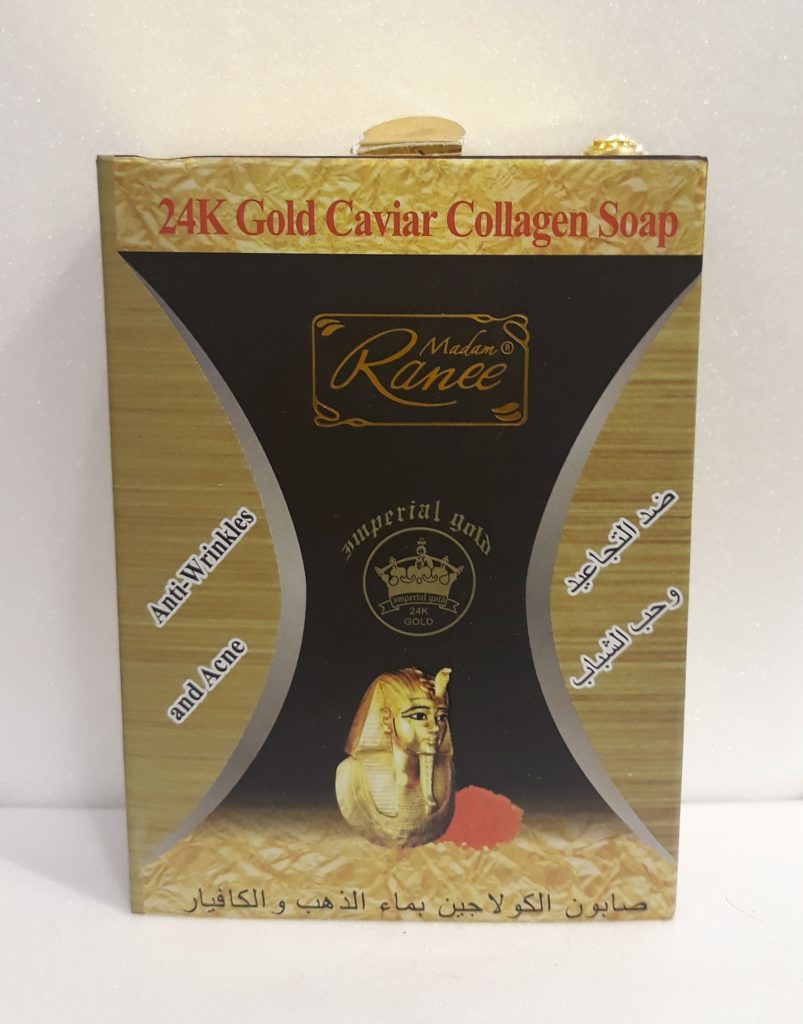 24K Gold Caviar Collagen Soap
Madam ®
Ranee
Imperial gold
imperial gold
24K
GOLD
Anti-Wrinkles
and Acne
ضد التجاعيد
و حب الشباب
صابون الكولاجين بماء الذهب و الكافيار